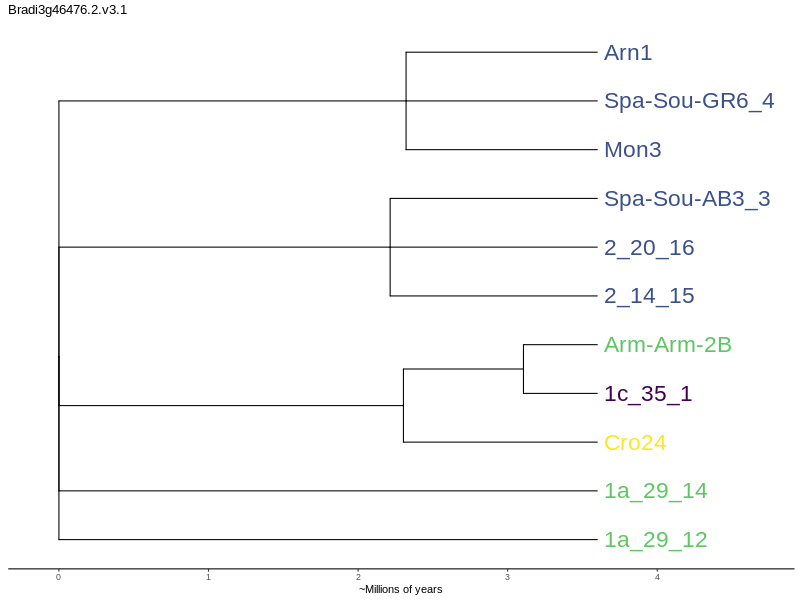 Bradi3g46476.2.v3.1
Arn1
Spa-Sou-GR6_4
Mon3
Spa-Sou-AB3_3
2_20_16
2_14_15
Arm-Arm-2B
1c_35_1
Cro24
1a_29_14
1a_29_12
0 1 2 3 4
~Millions of years